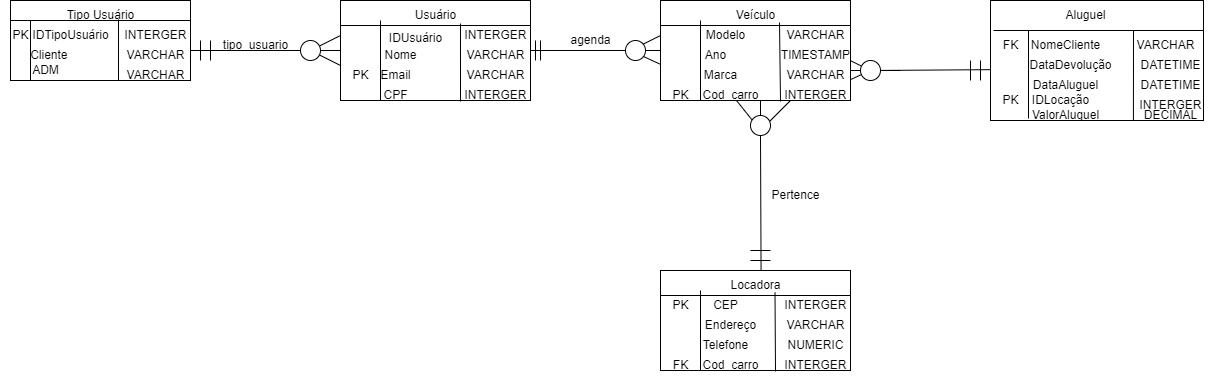 Tipo Usuário
PK IDTipoUsuário INTERGER
Cliente VARCHAR
ADM VARCHAR
tipo_usuario
Usuário
IDUsuário INTERGER
Nome VARCHAR
PK Email VARCHAR
CPF INTERGER
agenda
Veículo
Modelo VARCHAR
Ano TIMESTAMP
Marca VARCHAR
PK Cod_carro INTERGER
Aluguel
FK NomeCliente VARCHAR
DataDevolução DATETIME
DataAluguel DATETIME
PK IDLocação INTERGER
ValorAluguel DECIMAL
Pertence
Locadora
PK CEP INTERGER
Endereço VARCHAR
Telefone NUMERIC
FK Cod_carro INTERGER